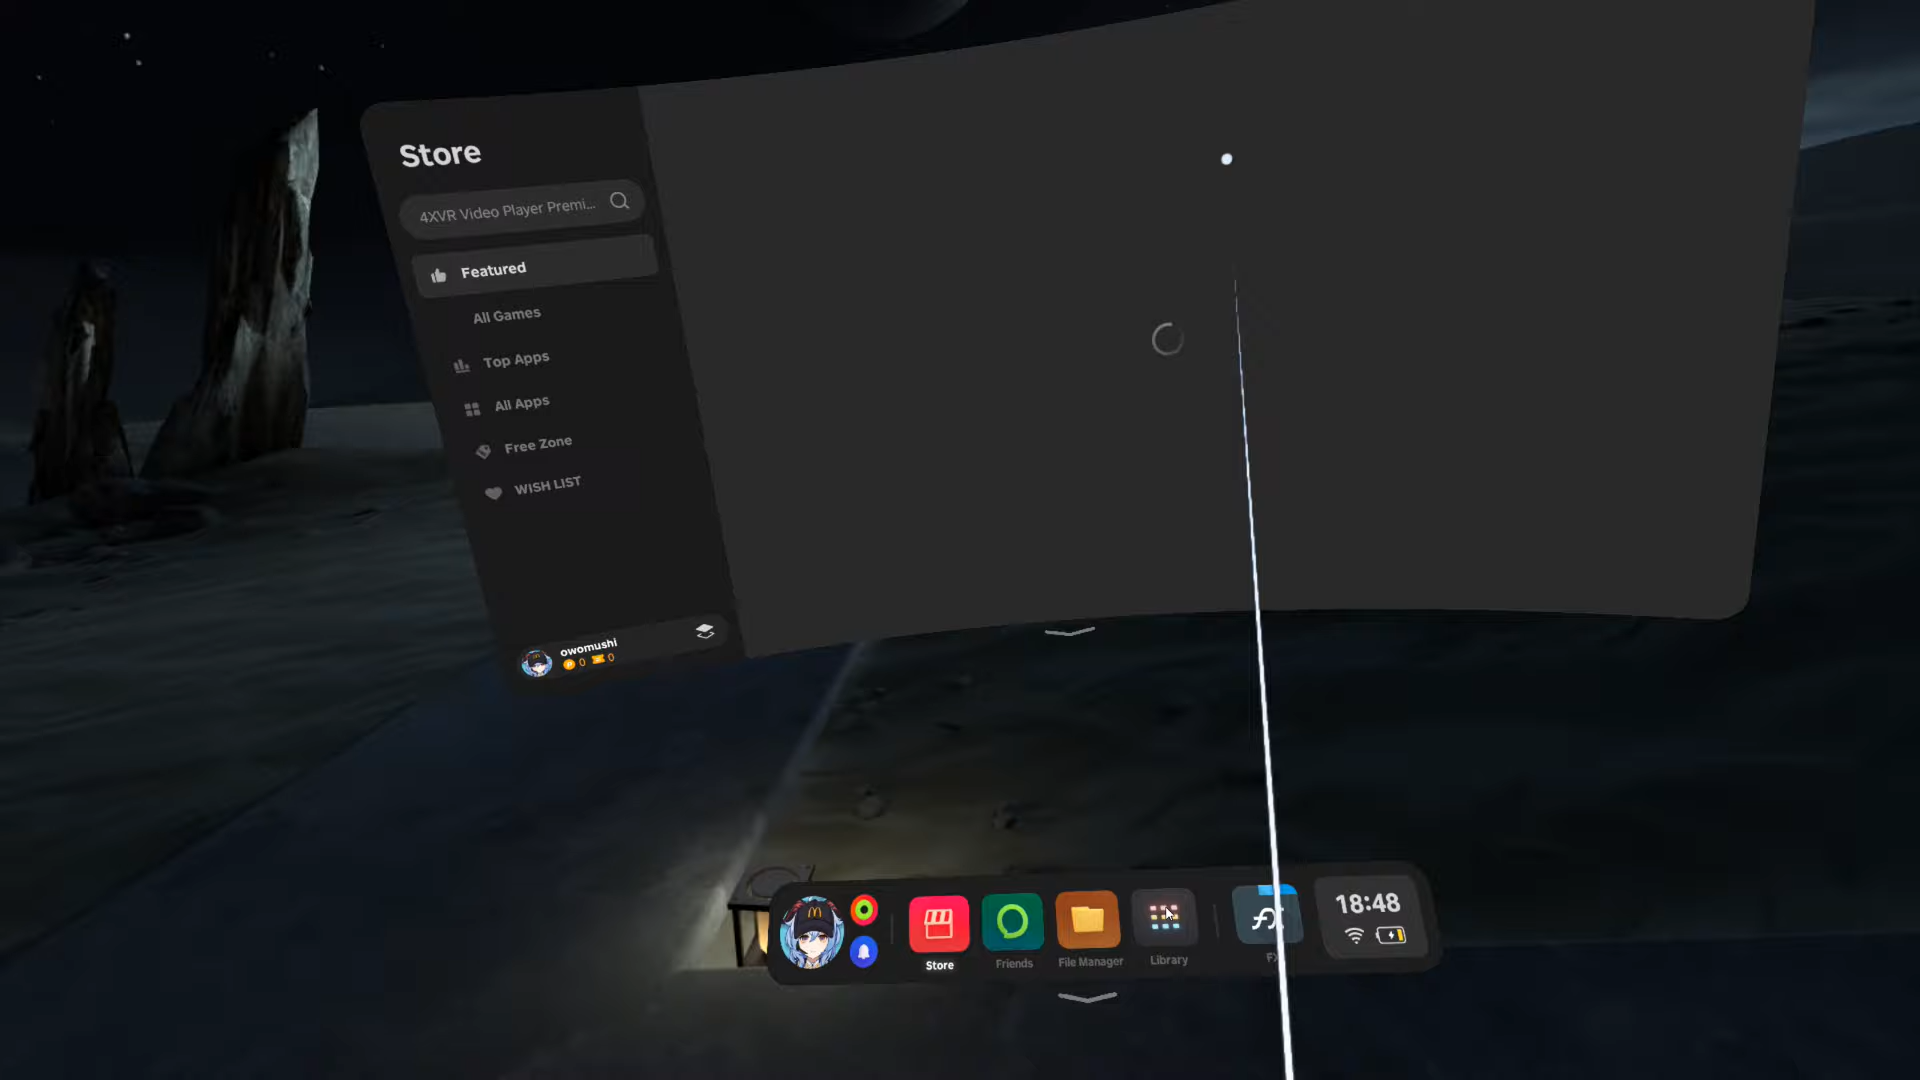 Store
4XVR Video Player Premi...
Featured
All Games
Top Apps
All Apps
Free Zone
WISH LIST
owomushi
0 0
18:48
Store
Friends
File Manager
Library